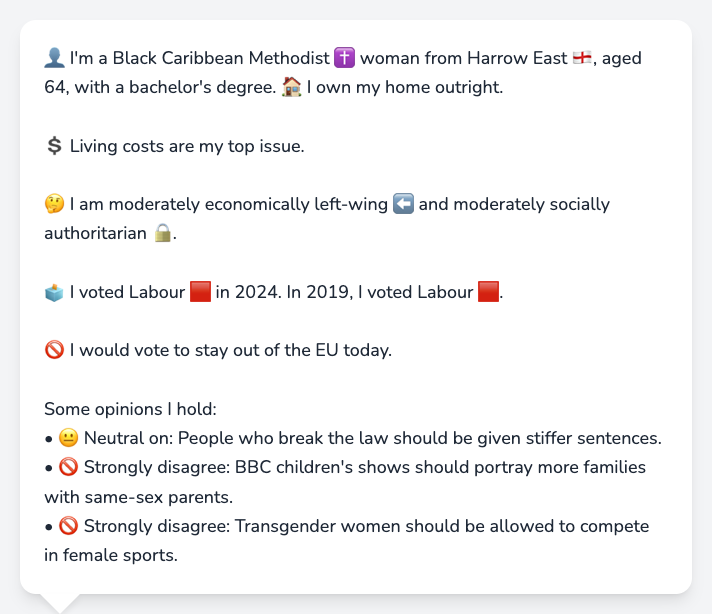 👤 I'm a Black Caribbean Methodist ✝️ woman from Harrow East 🏴󠁧󠁢󠁥󠁮󠁧󠁿, aged
64, with a bachelor's degree. 🏠 I own my home outright.
💲 Living costs are my top issue.
🤔 I am moderately economically left-wing ⬅️ and moderately socially
authoritarian 🔒.
🗳️ I voted Labour 🟥 in 2024. In 2019, I voted Labour 🟥.
🚫 I would vote to stay out of the EU today.
Some opinions I hold:
• 😐 Neutral on: People who break the law should be given stiffer sentences.
• 🚫 Strongly disagree: BBC children's shows should portray more families
with same-sex parents.
• 🚫 Strongly disagree: Transgender women should be allowed to compete
in female sports.